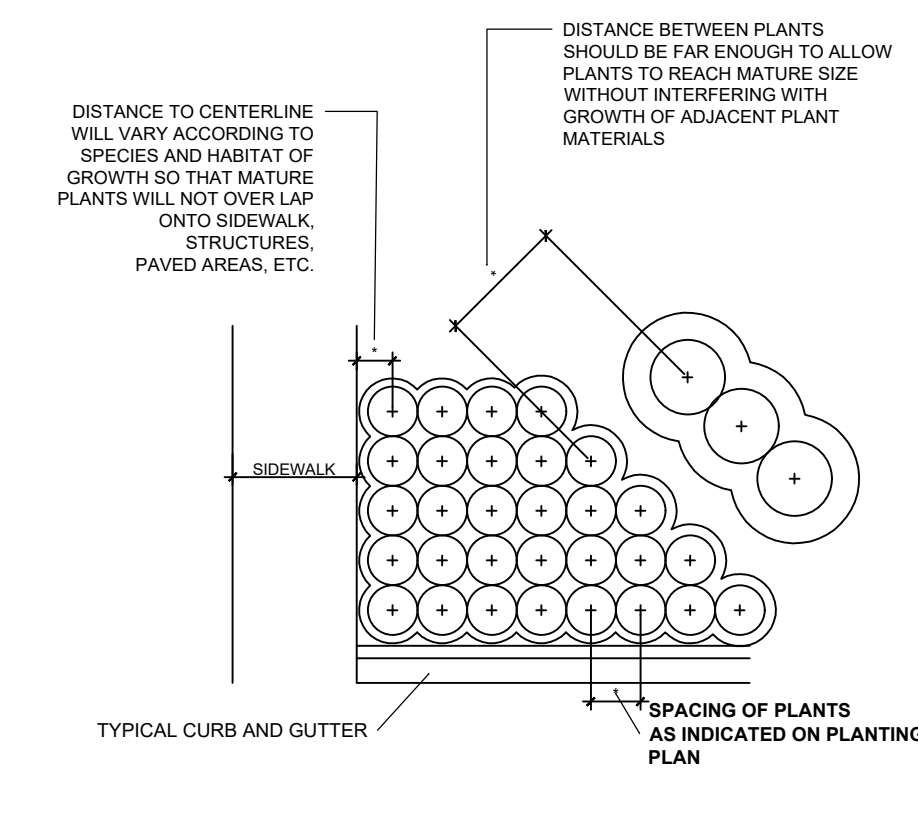 DISTANCE BETWEEN PLANTS
SHOULD BE FAR ENOUGH TO ALLOW
PLANTS TO REACH MATURE SIZE
WITHOUT INTERFERING WITH
GROWTH OF ADJACENT PLANT
MATERIALS
DISTANCE TO CENTERLINE
WILL VARY ACCORDING TO
SPECIES AND HABITAT OF
GROWTH SO THAT MATURE
PLANTS WILL NOT OVER LAP
ONTO SIDEWALK,
STRUCTURES,
PAVED AREAS, ETC.
*
*
SIDEWALK
*
SPACING OF PLANTS
AS INDICATED ON PLANTING
PLAN
TYPICAL CURB AND GUTTER